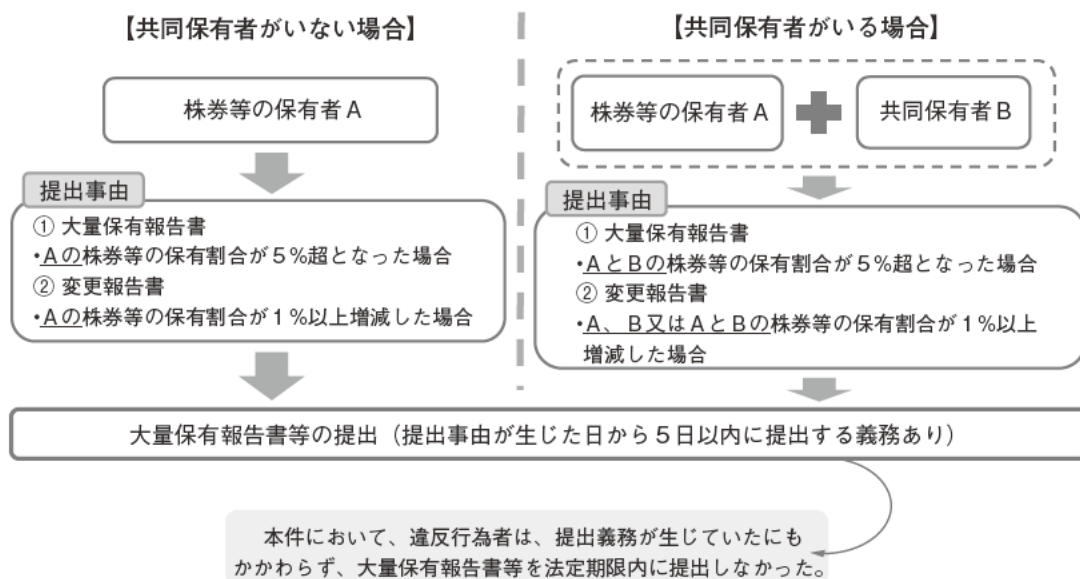 【共同保有者がいない場合】
株券等の保有者A
提出事由
① 大量保有報告書
・Aの株券等の保有割合が5%超となった場合
② 変更報告書
・Aの株券等の保有割合が1%以上増減した場合
【共同保有者がいる場合】
株券等の保有者A
共同保有者B
提出事由
① 大量保有報告書
・AとBの株券等の保有割合が5%超となった場合
② 変更報告書
・A、B又はAとBの株券等の保有割合が1%以上
増減した場合
大量保有報告書等の提出（提出事由が生じた日から5日以内に提出する義務あり）
本件において、違反行為者は、提出義務が生じていたにも
かかわらず、大量保有報告書等を法定期限内に提出しなかった。